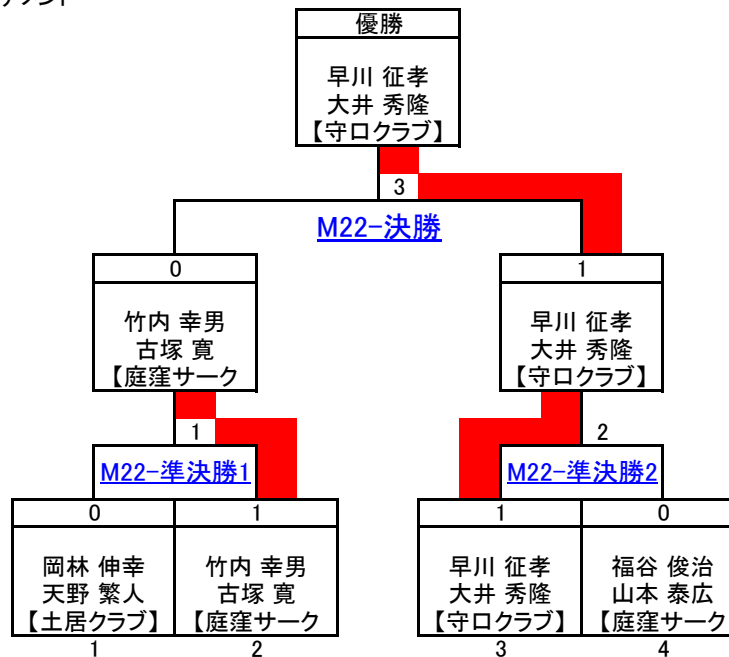 優勝
早川 征孝
大井 秀隆
【守口クラブ】
3
M22-決勝
0
1
竹内 幸男
古塚 寛
【庭窪サーク
早川 征孝
大井 秀隆
【守口クラブ】
1
2
M22-準決勝1
M22-準決勝2
0
1
1
0
岡林 伸幸
天野 繁人
【土居クラブ】
竹内 幸男
古塚 寛
【庭窪サーク
早川 征孝
大井 秀隆
【守口クラブ】
福谷 俊治
山本 泰広
【庭窪サーク
1
2
3
4